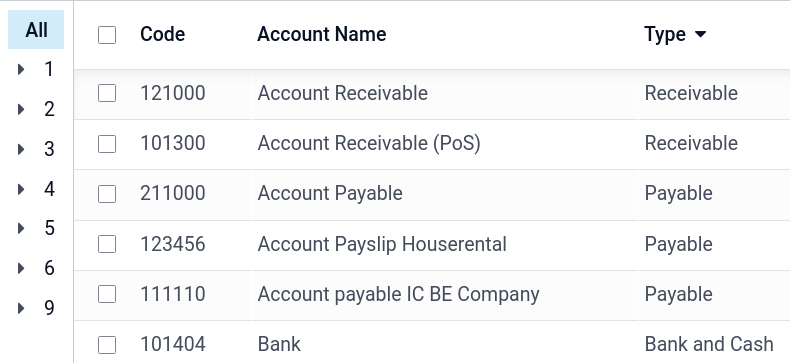 All
1
2
3
4
5
6
9
Code Account Name Type
121000 Account Receivable Receivable
101300 Account Receivable (PoS) Receivable
211000 Account Payable Payable
123456 Account Payslip Houserental Payable
111110 Account payable IC BE Company Payable
101404 Bank Bank and Cash